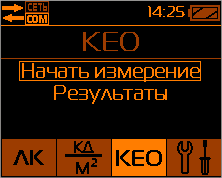 СЕТЬ 14:25
COM
КЕО
Начать измерение
Результаты
ЛК КД/М² КЕО